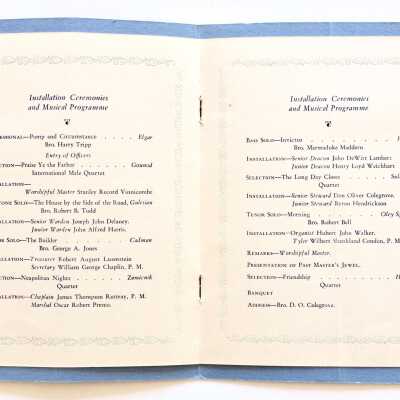 Installation Ceremonies
and Musical Programme
Pomp and Circumstance . . . . . Elgar
Bro. Harry Tripp
Entry of Officers
Praise Ye the Father . . . . . Gounod
International Male Quartet
Worshipful Master Stanley Record Vinnicombe
The House by the Side of the Road,
Bro. Robert B. Todd
Senior Warden Joseph John Delaney.
Junior Warden John Alfred Harris.
SOLO—The Builder . . . . . Cadman
Bro. George A. Jones
Treasurer Robert August
Secretary William George Chaplin, P. M.
Neapolitan Nights . . . . . Zamecnik
Quartet
Chaplain James Thompson Rattray, P. M.
Marshal Oscar Robert
Installation Ceremonies
and Musical Programme
BASS SOLO—Invictus . . . . . . . .
Bro. Marmaduke Maddern
INSTALLATION—Senior Deacon John DeWitt Lambert
Junior Deacon Henry Loyd
SELECTION—The Long Day Closes . . . .
Quartet
INSTALLATION—Senior Steward Don Oliver Colegrove.
Junior Steward Byron Hendrickson
TENOR SOLO—Morning . . . . . . Oley
Bro. Robert Bell
INSTALLATION—Organist Hubert John Walker.
Tyler Wilbert Condon, P. M.
REMARKS—Worshipful Master.
PRESENTATION OF PAST MASTER'S JEWEL.
SELECTION—Friendship . . . . . .
Quartet
BANQUET
ADDRESS—Bro. D. O. Colegrove.